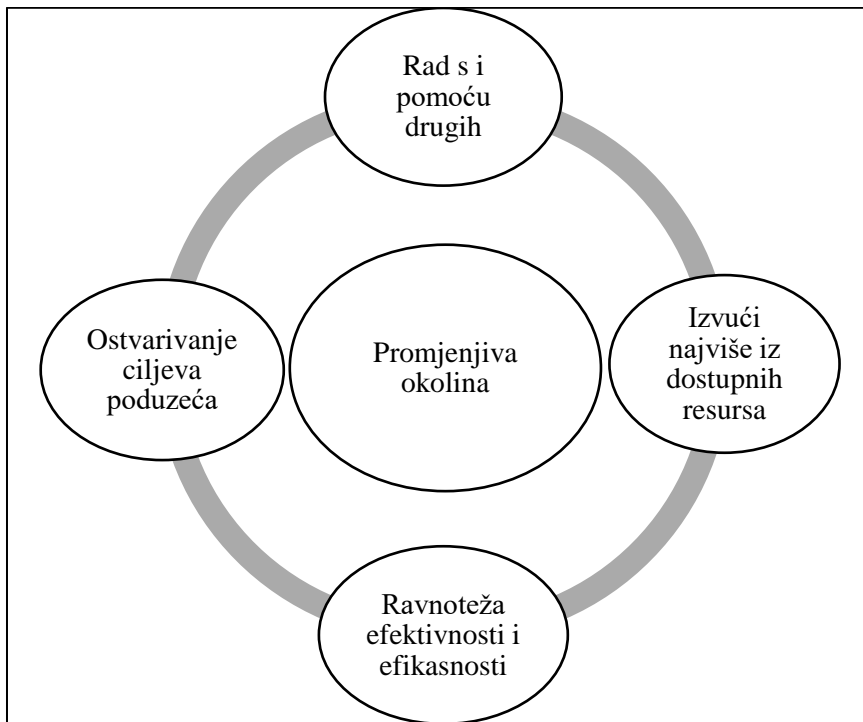 Rad s i
pomoću
drugih
Ostvarivanje
ciljeva
poduzeća
Promjenjiva
okolina
Izvući
najviše iz
dostupnih
resursa
Ravnoteža
efektivnosti i
efikasnosti